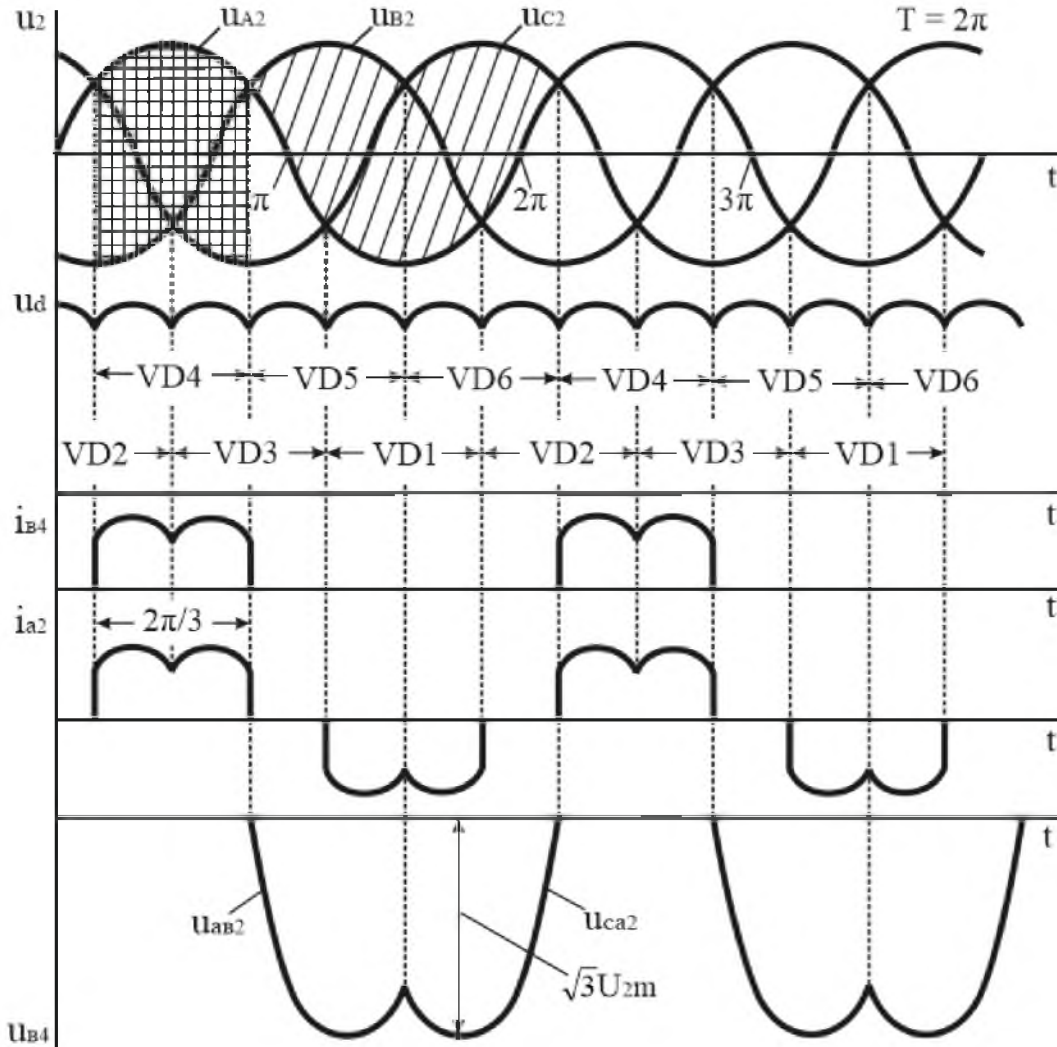 u₂ uA2 uB2 uC2 T = 2π
π 2π 3π t
ud
VD4 VD5 VD6 VD4 VD5 VD6
VD2 VD3 VD1 VD2 VD3 VD1
iB4 t
ia2 2π/3 t
t
t
uaB2 uca2
√3U₂m
uB4